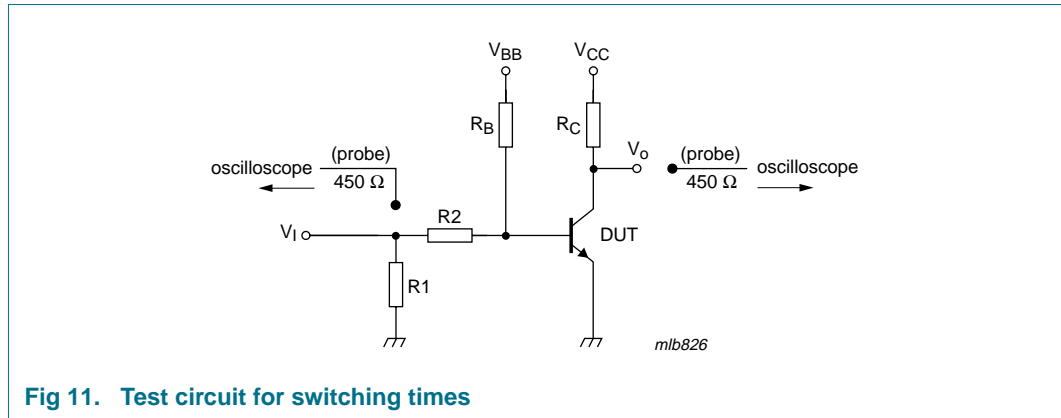 V_BB
V_CC
R_B
R_C
V_o
(probe)
oscilloscope
450 Ω
(probe)
oscilloscope
450 Ω
V_I
R2
DUT
R1
mlb826
Fig 11. Test circuit for switching times